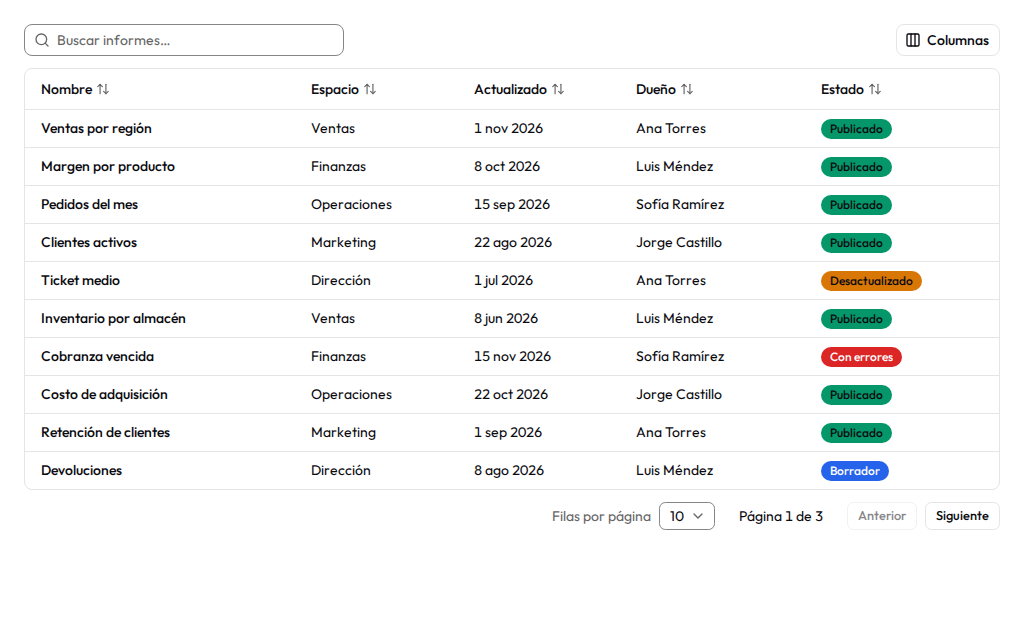 Buscar informes...
Columnas
Nombre Espacio Actualizado Dueño Estado
Ventas por región Ventas 1 nov 2026 Ana Torres Publicado
Margen por producto Finanzas 8 oct 2026 Luis Méndez Publicado
Pedidos del mes Operaciones 15 sep 2026 Sofía Ramírez Publicado
Clientes activos Marketing 22 ago 2026 Jorge Castillo Publicado
Ticket medio Dirección 1 jul 2026 Ana Torres Desactualizado
Inventario por almacén Ventas 8 jun 2026 Luis Méndez Publicado
Cobranza vencida Finanzas 15 nov 2026 Sofía Ramírez Con errores
Costo de adquisición Operaciones 22 oct 2026 Jorge Castillo Publicado
Retención de clientes Marketing 1 sep 2026 Ana Torres Publicado
Devoluciones Dirección 8 ago 2026 Luis Méndez Borrador
Filas por página 10 Página 1 de 3 Anterior Siguiente